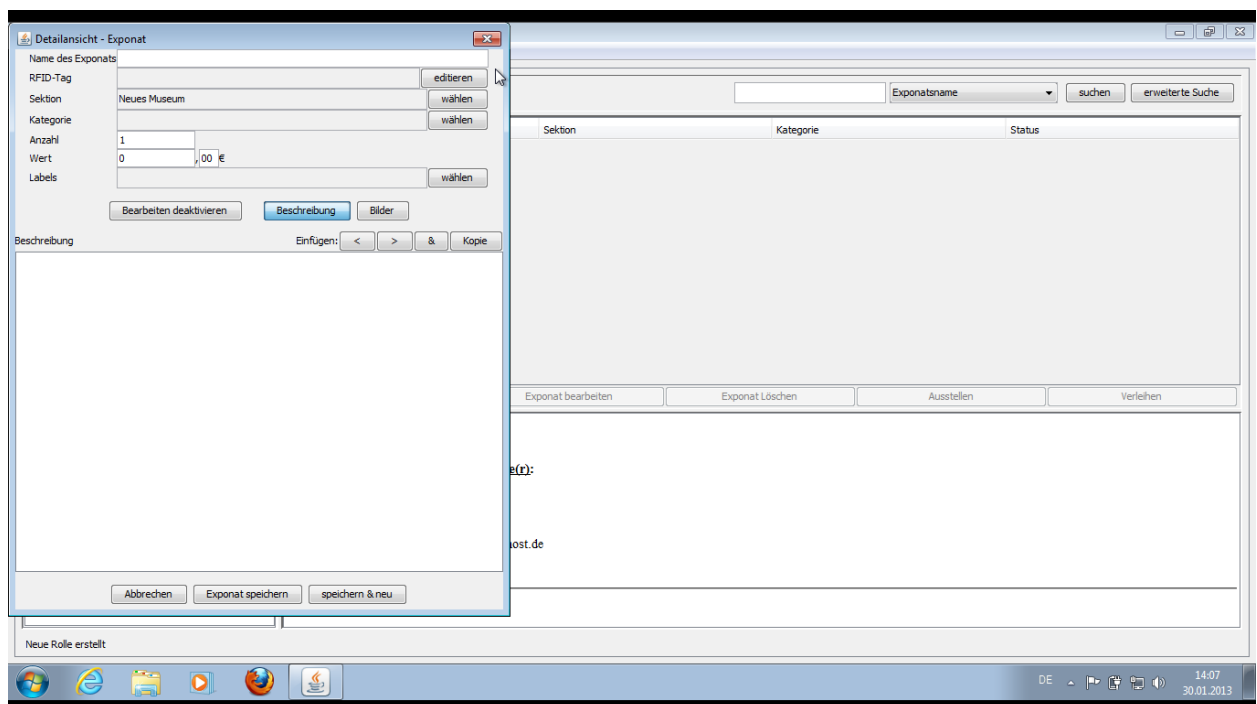 Detailansicht - Exponat
Name des Exponats
RFID-Tag editieren
Sektion Neues Museum wählen
Kategorie wählen
Anzahl 1
Wert 0 , 00 €
Labels wählen
Bearbeiten deaktivieren Beschreibung Bilder
Beschreibung Einfügen: < > & Kopie
Abbrechen Exponat speichern speichern & neu
Exponatsname suchen erweiterte Suche
Sektion Kategorie Status
Exponat bearbeiten Exponat Löschen Ausstellen Verleihen
e(r):
ost.de
Neue Rolle erstellt
DE 14:07
30.01.2013